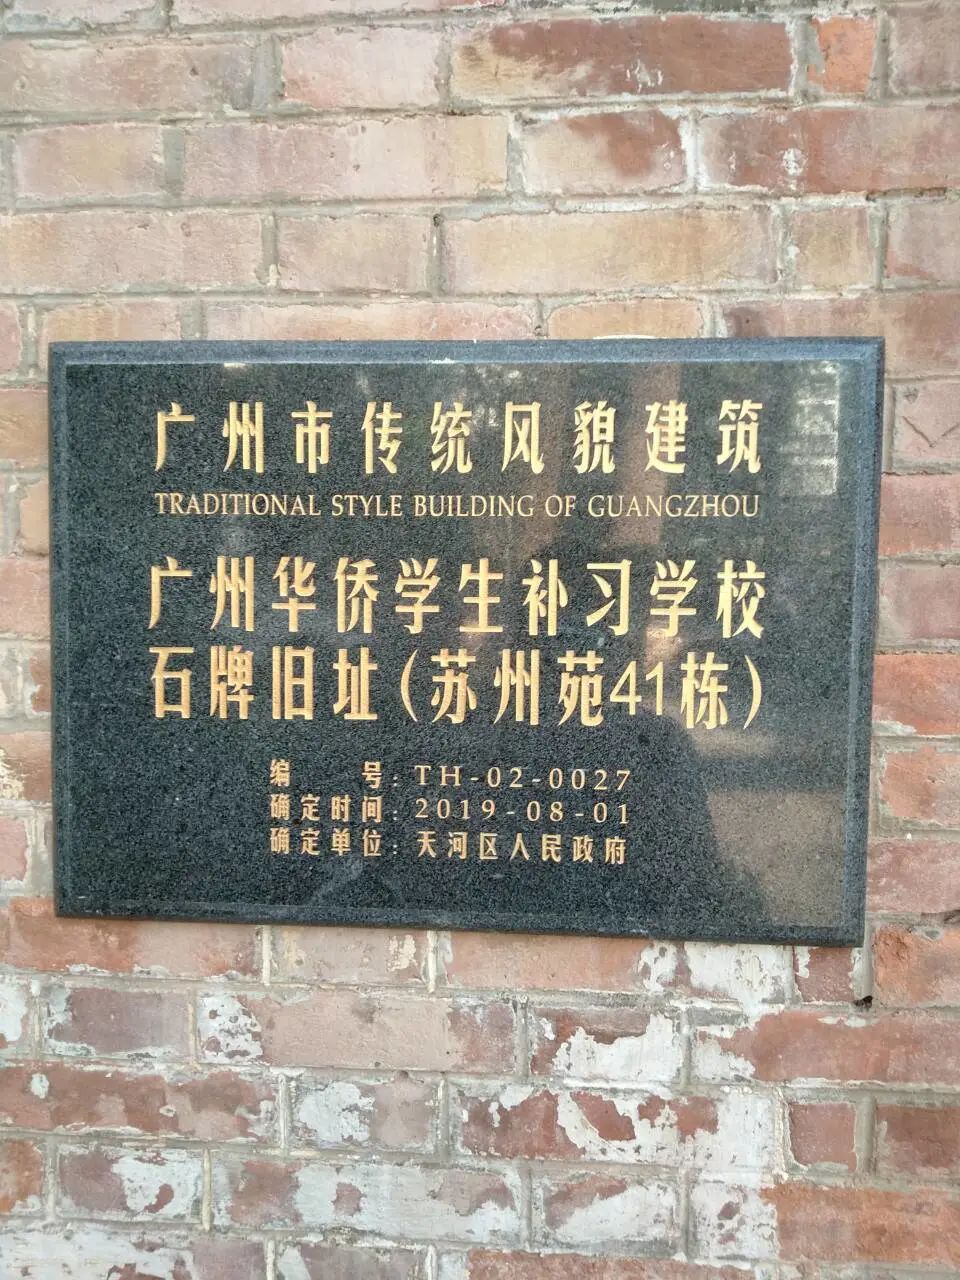 广州市传统风貌建筑
TRADITIONAL STYLE BUILDING OF GUANGZHOU
广州华侨学生补习学校
石牌旧址(苏州苑41栋)
编 号:TH-02-0027
确定时间:2019-08-01
确定单位:天河区人民政府